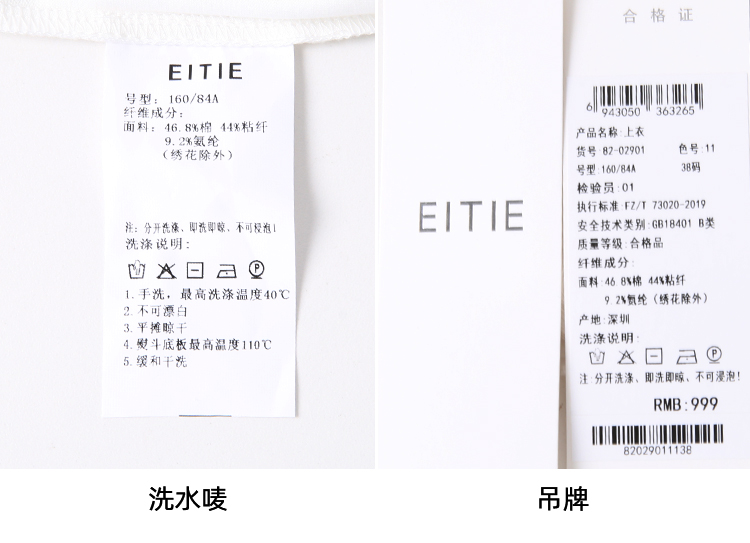 EITIE
号型: 160/84A
纤维成分:
面料: 46.8%棉 44%粘纤
9.2%氨纶
(绣花除外)
注: 分开洗涤、即洗即晾、不可浸泡!
洗涤说明:
1.手洗，最高洗涤温度40℃
2.不可漂白
3.平摊晾干
4.熨斗底板最高温度110℃
5.缓和干洗
洗水唛
EITIE
合格证
6 943050 363265
产品名称:上衣
货号 82-02901 色号:11
号型:160/84A 38码
检验员:01
执行标准 FZ/T 73020-2019
安全技术类别:GB18401 B类
质量等级:合格品
纤维成分:
面料 46.8%棉 44%粘纤
9.2%氨纶 (绣花除外)
产地:深圳
洗涤说明:
注:分开洗涤、即洗即晾、不可浸泡!
RMB:999
82029011138
吊牌